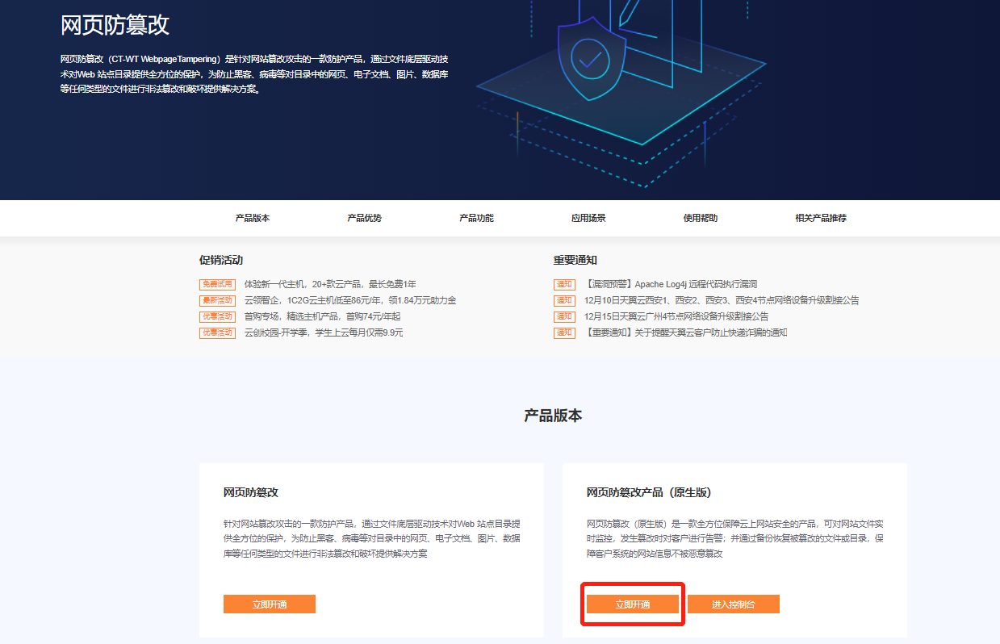 网页防篡改
网页防篡改（CT-WT WebpageTampering）是针对网站篡改攻击的一款防护产品，通过文件底层驱动技
术对Web 站点目录提供全方位的保护，为防止黑客、病毒等对目录中的网页、电子文档、图片、数据库
等任何类型的文件进行非法篡改和破坏提供解决方案。
产品版本 产品优势 产品功能 应用场景 使用帮助 相关产品推荐
促销活动
免费试用 体验新一代主机，20+款云产品，最长免费1年
最新活动 云领智企，1C2G云主机低至86元/年，领1.84万元助力金
优惠活动 首购专场，精选主机产品，首购74元/年起
优惠活动 云创校园-开学季，学生上云每月仅需9.9元
重要通知
通知 【漏洞预警】Apache Log4j 远程代码执行漏洞
通知 12月10日天翼云西安1、西安2、西安3、西安4节点网络设备升级割接公告
通知 12月15日天翼云广州4节点网络设备升级割接公告
通知 【重要通知】关于提醒天翼云客户防止快递诈骗的通知
产品版本
网页防篡改
针对网站篡改攻击的一款防护产品，通过文件底层驱动技术对Web 站点目录提
供全方位的保护，为防止黑客、病毒等对目录中的网页、电子文档、图片、数据
库等任何类型的文件进行非法篡改和破坏提供解决方案
立即开通
网页防篡改产品（原生版）
网页防篡改（原生版）是一款全方位保障云上网站安全的产品，可对网站文件实
时监控，发生篡改时对客户进行告警；并通过备份恢复被篡改的文件或目录，保
障客户系统的网站信息不被恶意篡改
立即开通 进入控制台